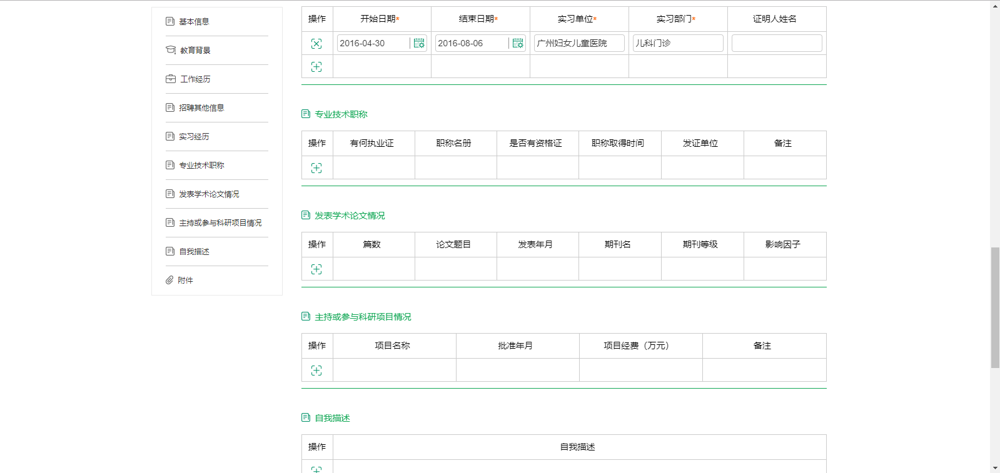 基本信息
教育背景
工作经历
招聘其他信息
实习经历
专业技术职称
发表学术论文情况
主持或参与科研项目情况
自我描述
附件
操作 开始日期* 结束日期* 实习单位* 实习部门* 证明人姓名
2016-04-30 2016-08-06 广州妇女儿童医院 儿科门诊
专业技术职称
操作 有何执业证 职称名册 是否有资格证 职称取得时间 发证单位 备注
发表学术论文情况
操作 篇数 论文题目 发表年月 期刊名 期刊等级 影响因子
主持或参与科研项目情况
操作 项目名称 批准年月 项目经费（万元） 备注
自我描述
操作 自我描述